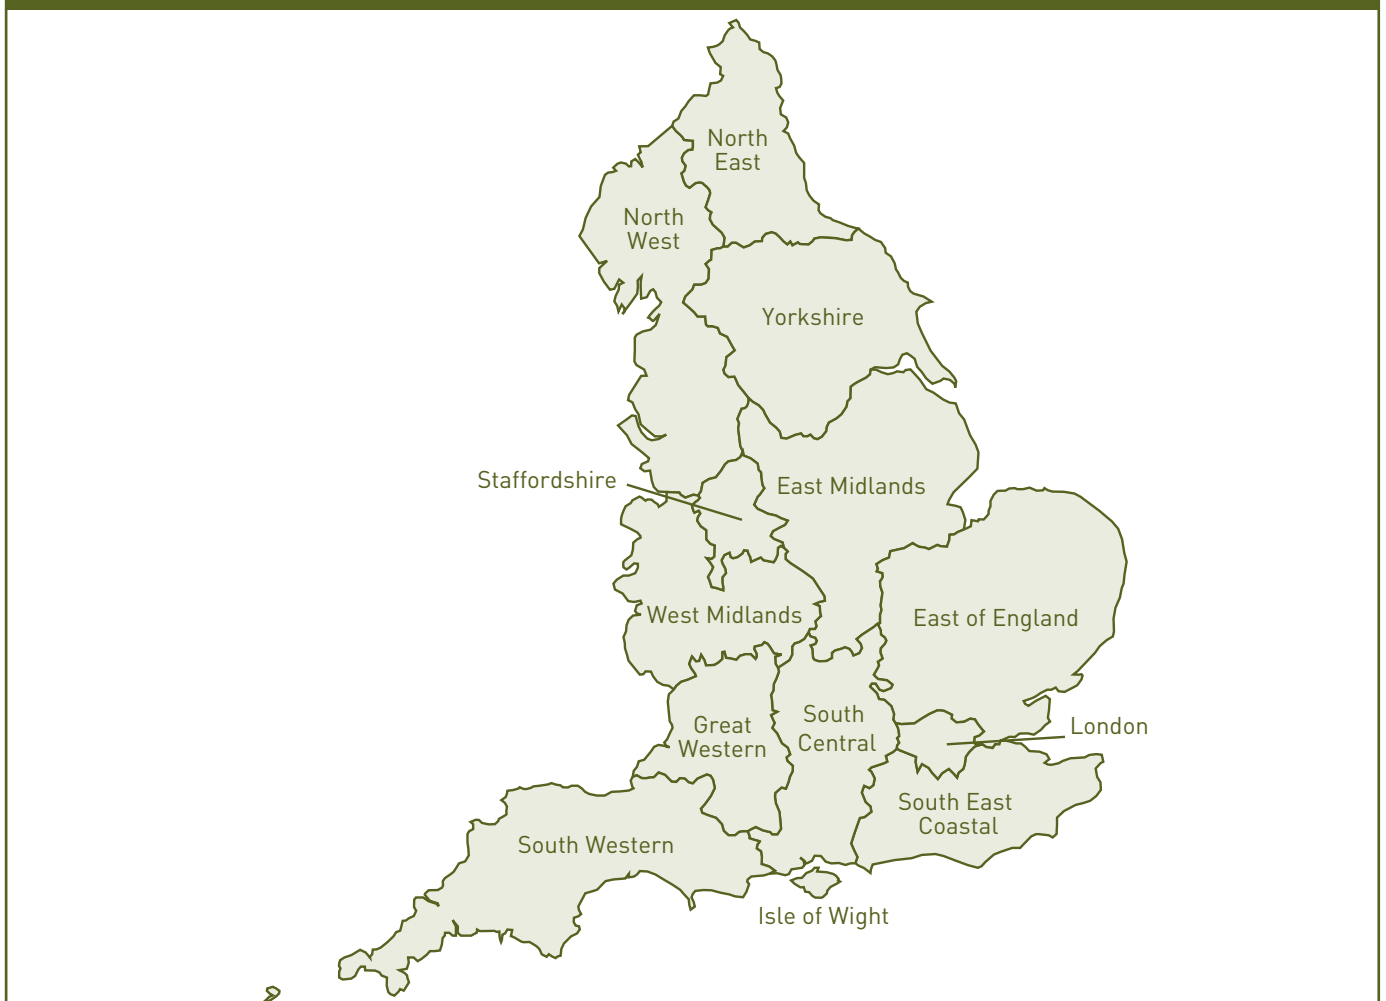 North
East
North
West
Yorkshire
Staffordshire
East Midlands
West Midlands
East of England
Great
Western
South
Central
London
South East
Coastal
South Western
Isle of Wight